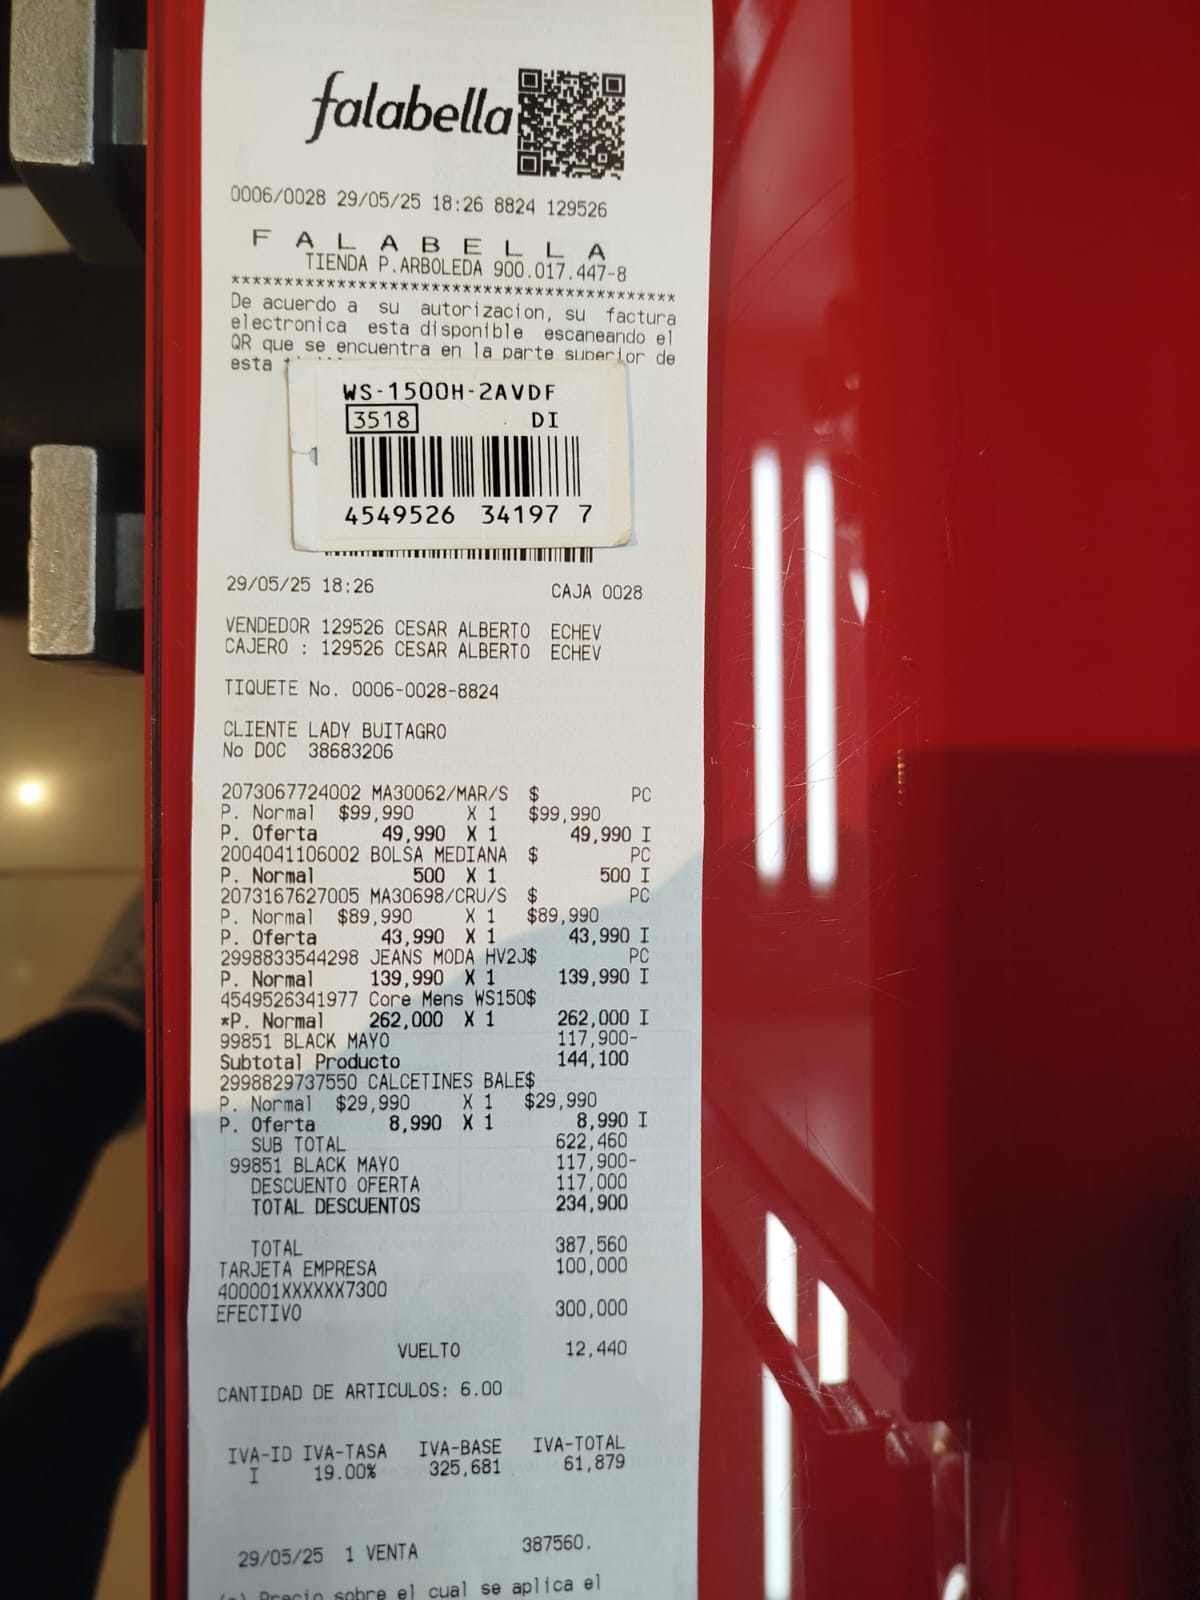 falabella
0006/0028 29/05/25 18:26 8824 129526
F A L A B E L L A
TIENDA P.ARBOLEDA 900.017.447-8
******************************************
De acuerdo a su autorizacion, su factura
electronica esta disponible escaneando el
QR que se encuentra en la parte superior de
esta
WS-1500H-2AVDF
3518 DI
4549526 34197 7
29/05/25 18:26 CAJA 0028
VENDEDOR 129526 CESAR ALBERTO ECHEV
CAJERO : 129526 CESAR ALBERTO ECHEV
TIQUETE No. 0006-0028-8824
CLIENTE LADY BUITAGRO
No DOC 38683206
2073067724002 MA30062/MAR/S $ PC
P. Normal $99,990 X 1 $99,990
P. Oferta 49,990 X 1 49,990 I
2004041106002 BOLSA MEDIANA $ PC
P. Normal 500 X 1 500 I
2073167627005 MA30698/CRU/S $ PC
P. Normal $89,990 X 1 $89,990
P. Oferta 43,990 X 1 43,990 I
2998833544298 JEANS MODA HV2J$ PC
P. Normal 139,990 X 1 139,990 I
4549526341977 Core Mens WS150$
*P. Normal 262,000 X 1 262,000 I
99851 BLACK MAYO 117,900-
Subtotal Producto 144,100
2998829737550 CALCETINES BALE$
P. Normal $29,990 X 1 $29,990
P. Oferta 8,990 X 1 8,990 I
SUB TOTAL 622,460
99851 BLACK MAYO 117,900-
DESCUENTO OFERTA 117,000
TOTAL DESCUENTOS 234,900
TOTAL 387,560
TARJETA EMPRESA 100,000
400001XXXXXX7300
EFECTIVO 300,000
VUELTO 12,440
CANTIDAD DE ARTICULOS: 6.00
IVA-ID IVA-TASA IVA-BASE IVA-TOTAL
I 19.00% 325,681 61,879
29/05/25 1 VENTA 387560.
Precio sobre el cual se aplica el